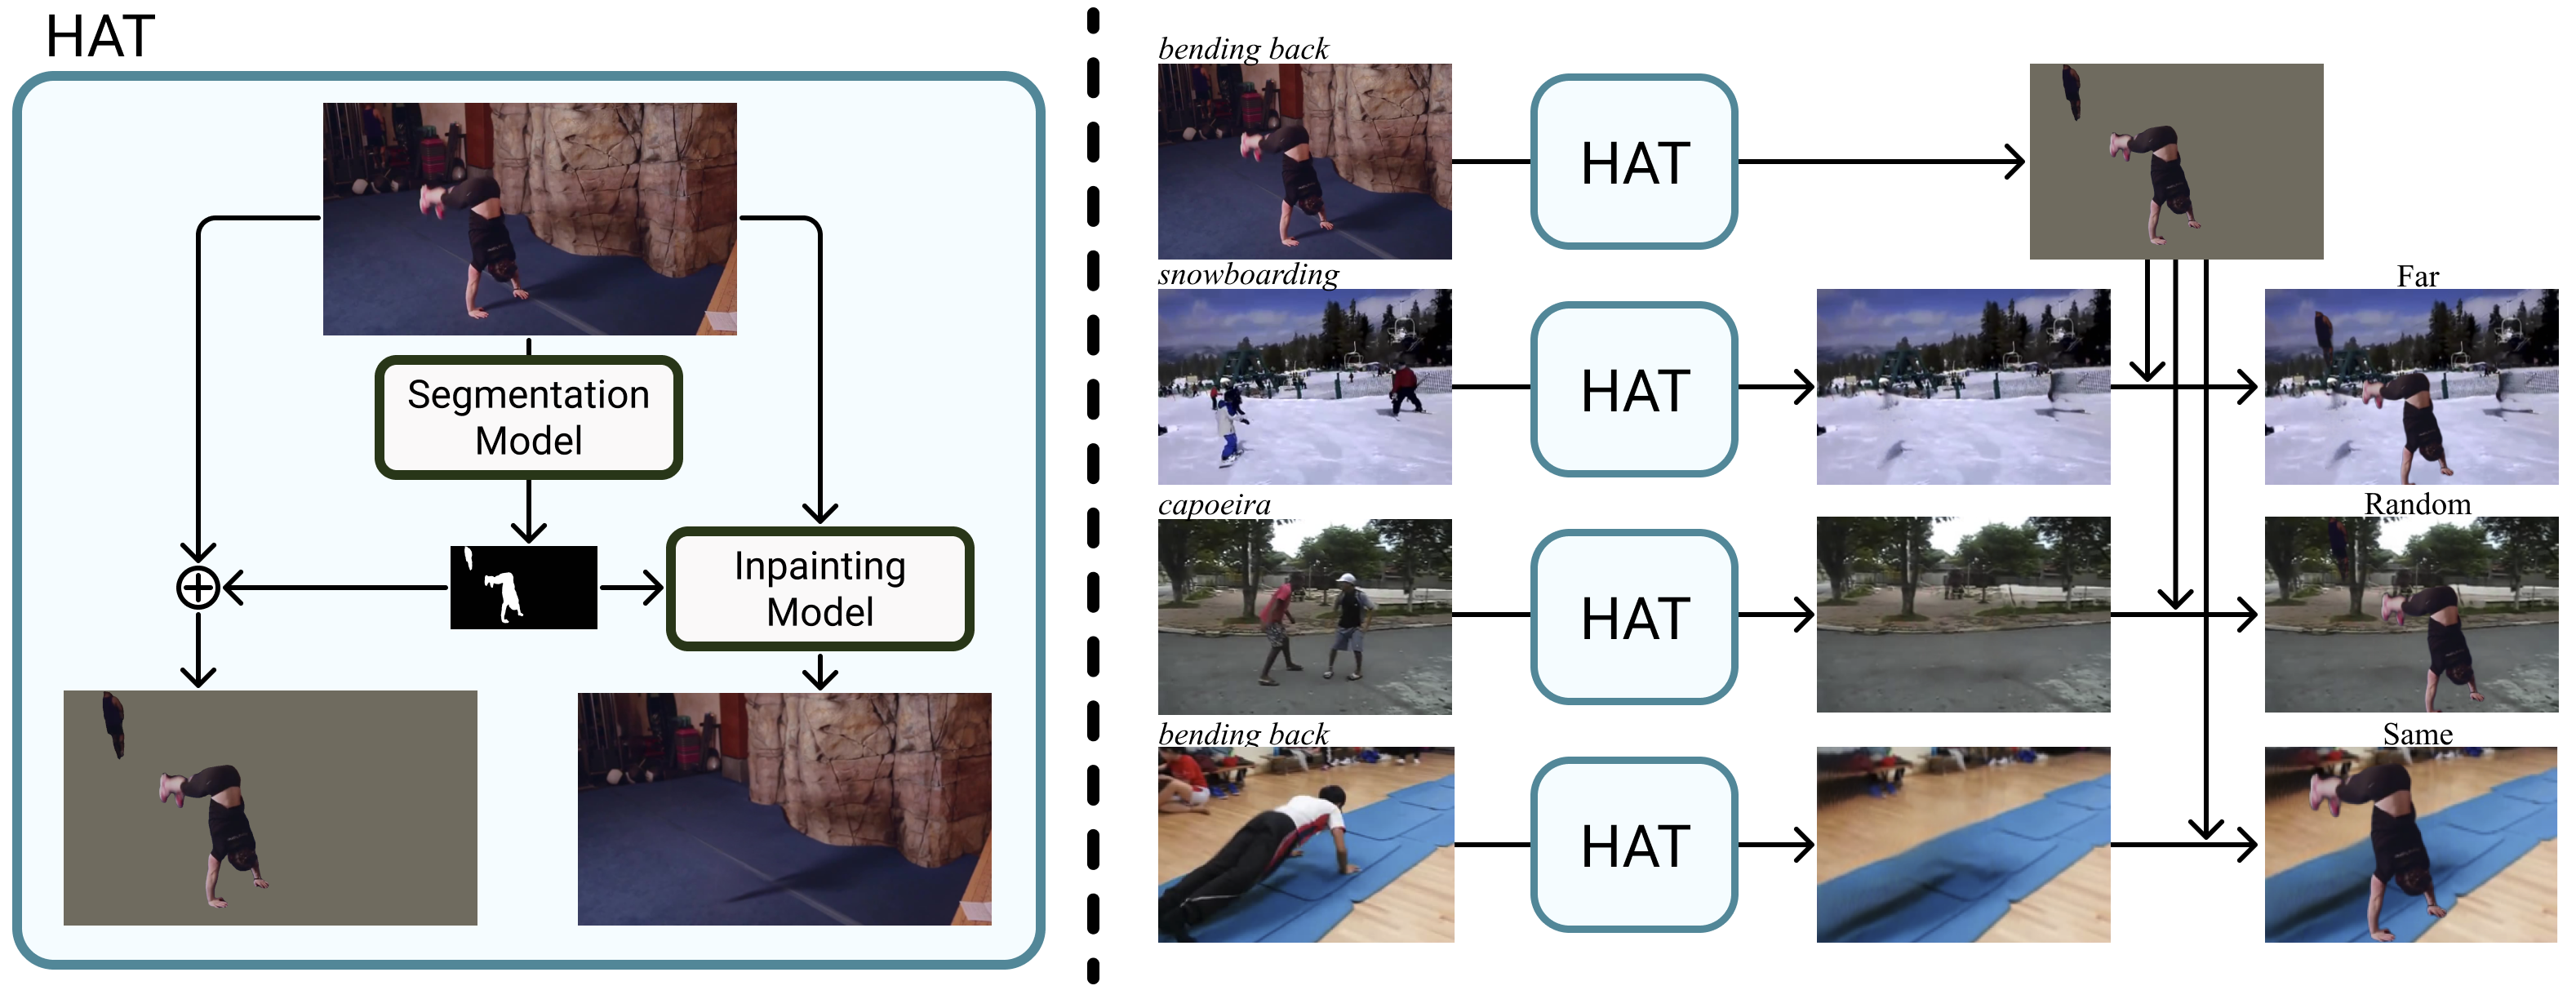 HAT
Segmentation
Model
Inpainting
Model
bending back
HAT
snowboarding
HAT
Far
capoeira
HAT
Random
bending back
HAT
Same